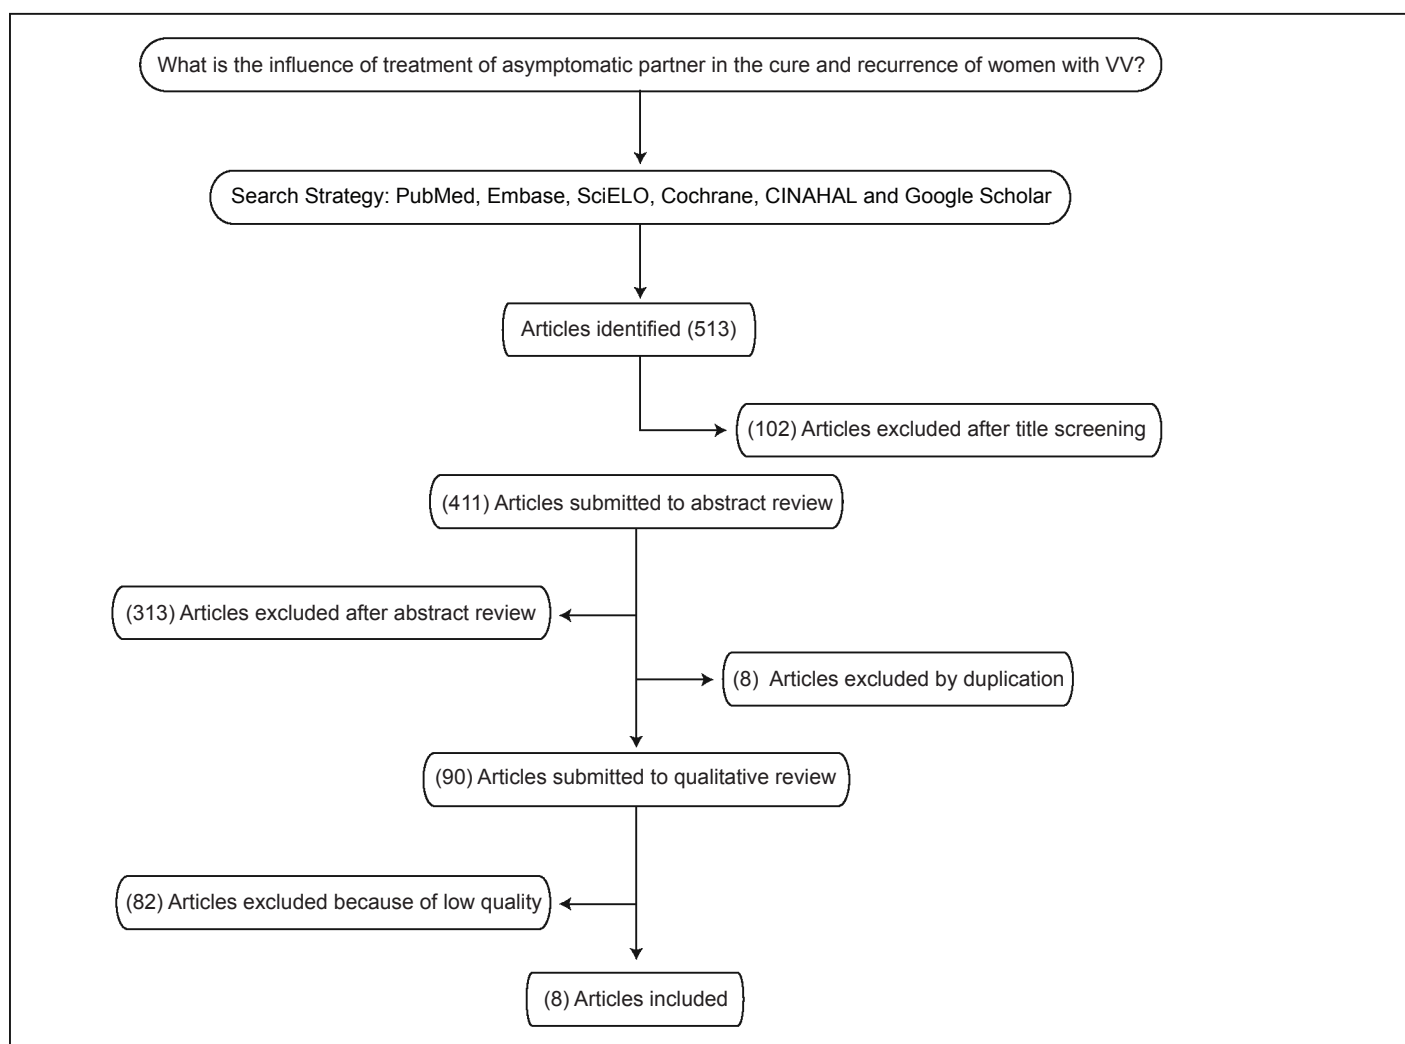 What is the influence of treatment of asymptomatic partner in the cure and recurrence of women with VV?
Search Strategy: PubMed, Embase, SciELO, Cochrane, CINAHAL and Google Scholar
Articles identified (513)
(102) Articles excluded after title screening
(411) Articles submitted to abstract review
(313) Articles excluded after abstract review
(8) Articles excluded by duplication
(90) Articles submitted to qualitative review
(82) Articles excluded because of low quality
(8) Articles included